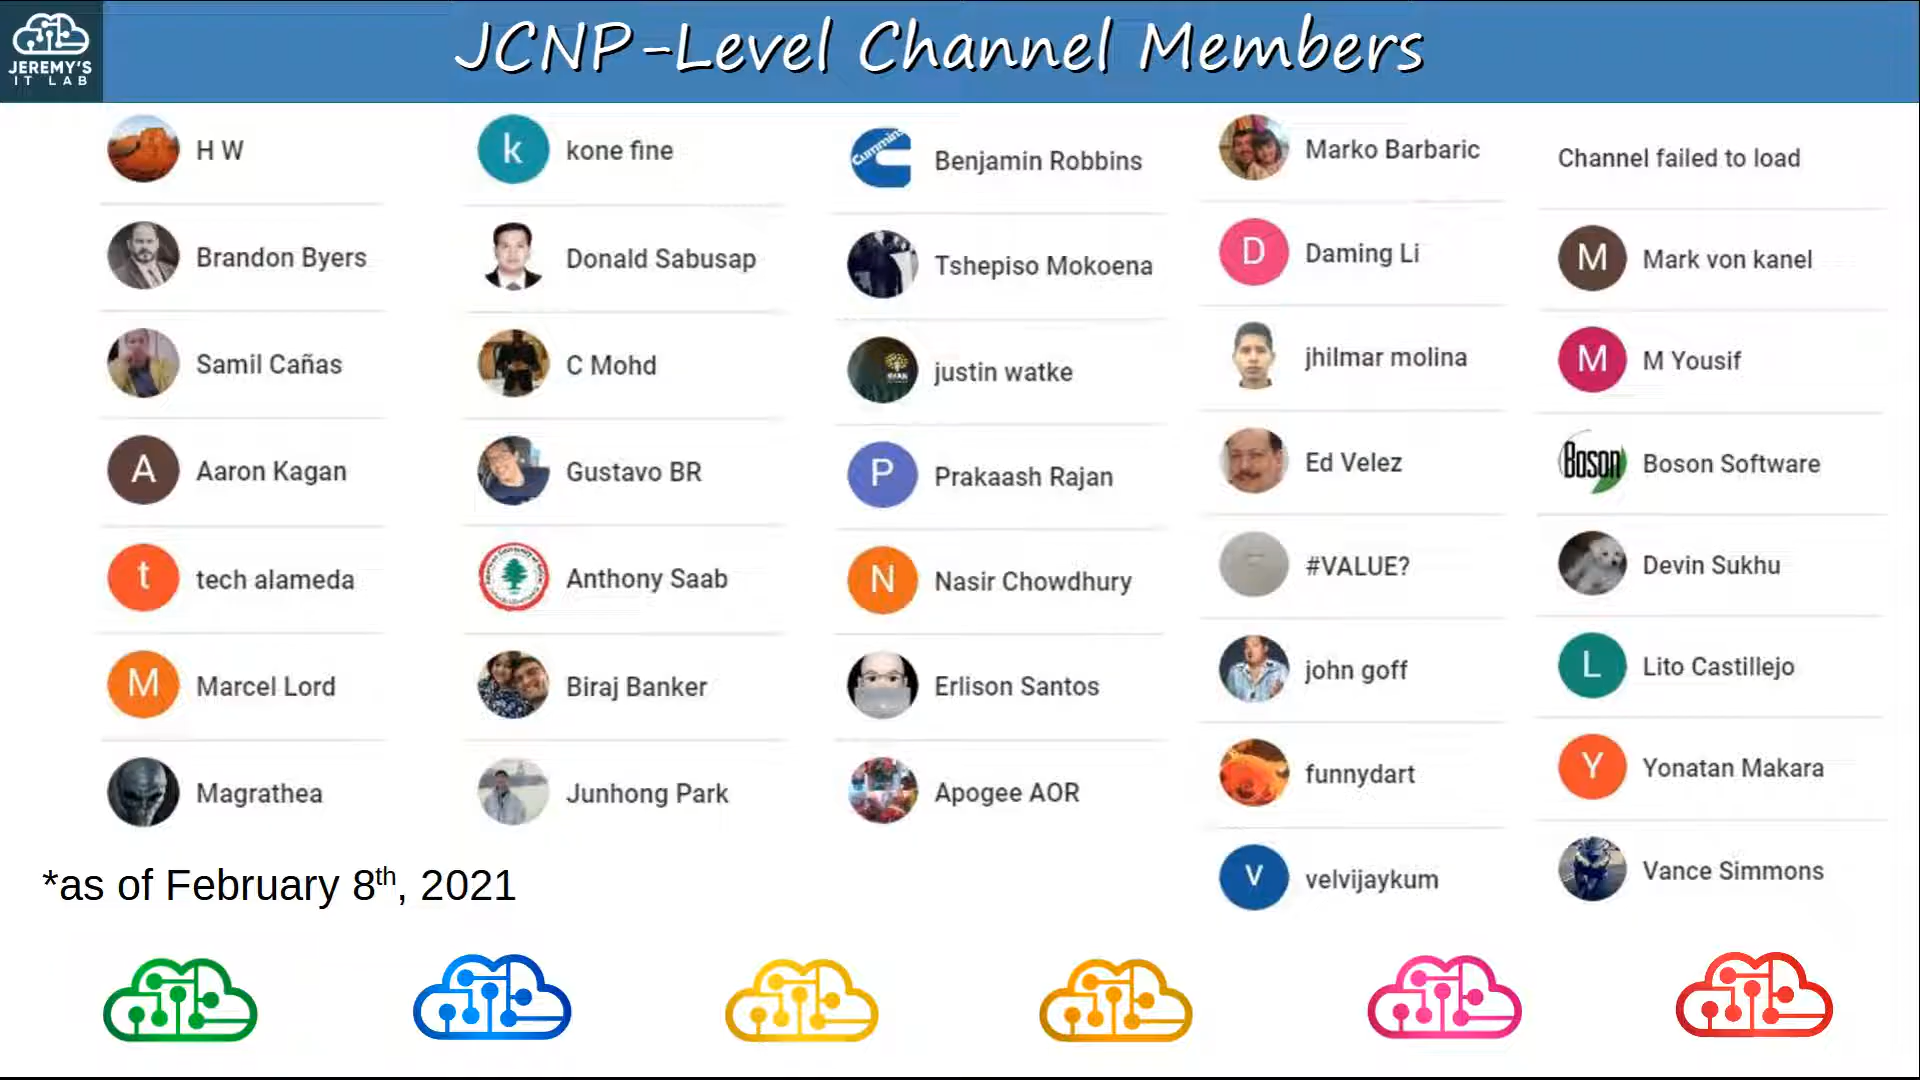 JEREMY'S
IT LAB
JCNP-Level Channel Members
H W
Brandon Byers
Samil Cañas
A
Aaron Kagan
t
tech alameda
M
Marcel Lord
Magrathea
k
kone fine
Donald Sabusap
C Mohd
Gustavo BR
Anthony Saab
Biraj Banker
Junhong Park
Cummins
Benjamin Robbins
Tshepiso Mokoena
justin watke
P
Prakaash Rajan
N
Nasir Chowdhury
Erlison Santos
Apogee AOR
Marko Barbaric
D
Daming Li
jhilmar molina
Ed Velez
#VALUE?
john goff
funnydart
v
velvijaykum
Channel failed to load
M
Mark von kanel
M
M Yousif
Boson
Boson Software
Devin Sukhu
L
Lito Castillejo
Y
Yonatan Makara
Vance Simmons
*as of February 8th, 2021